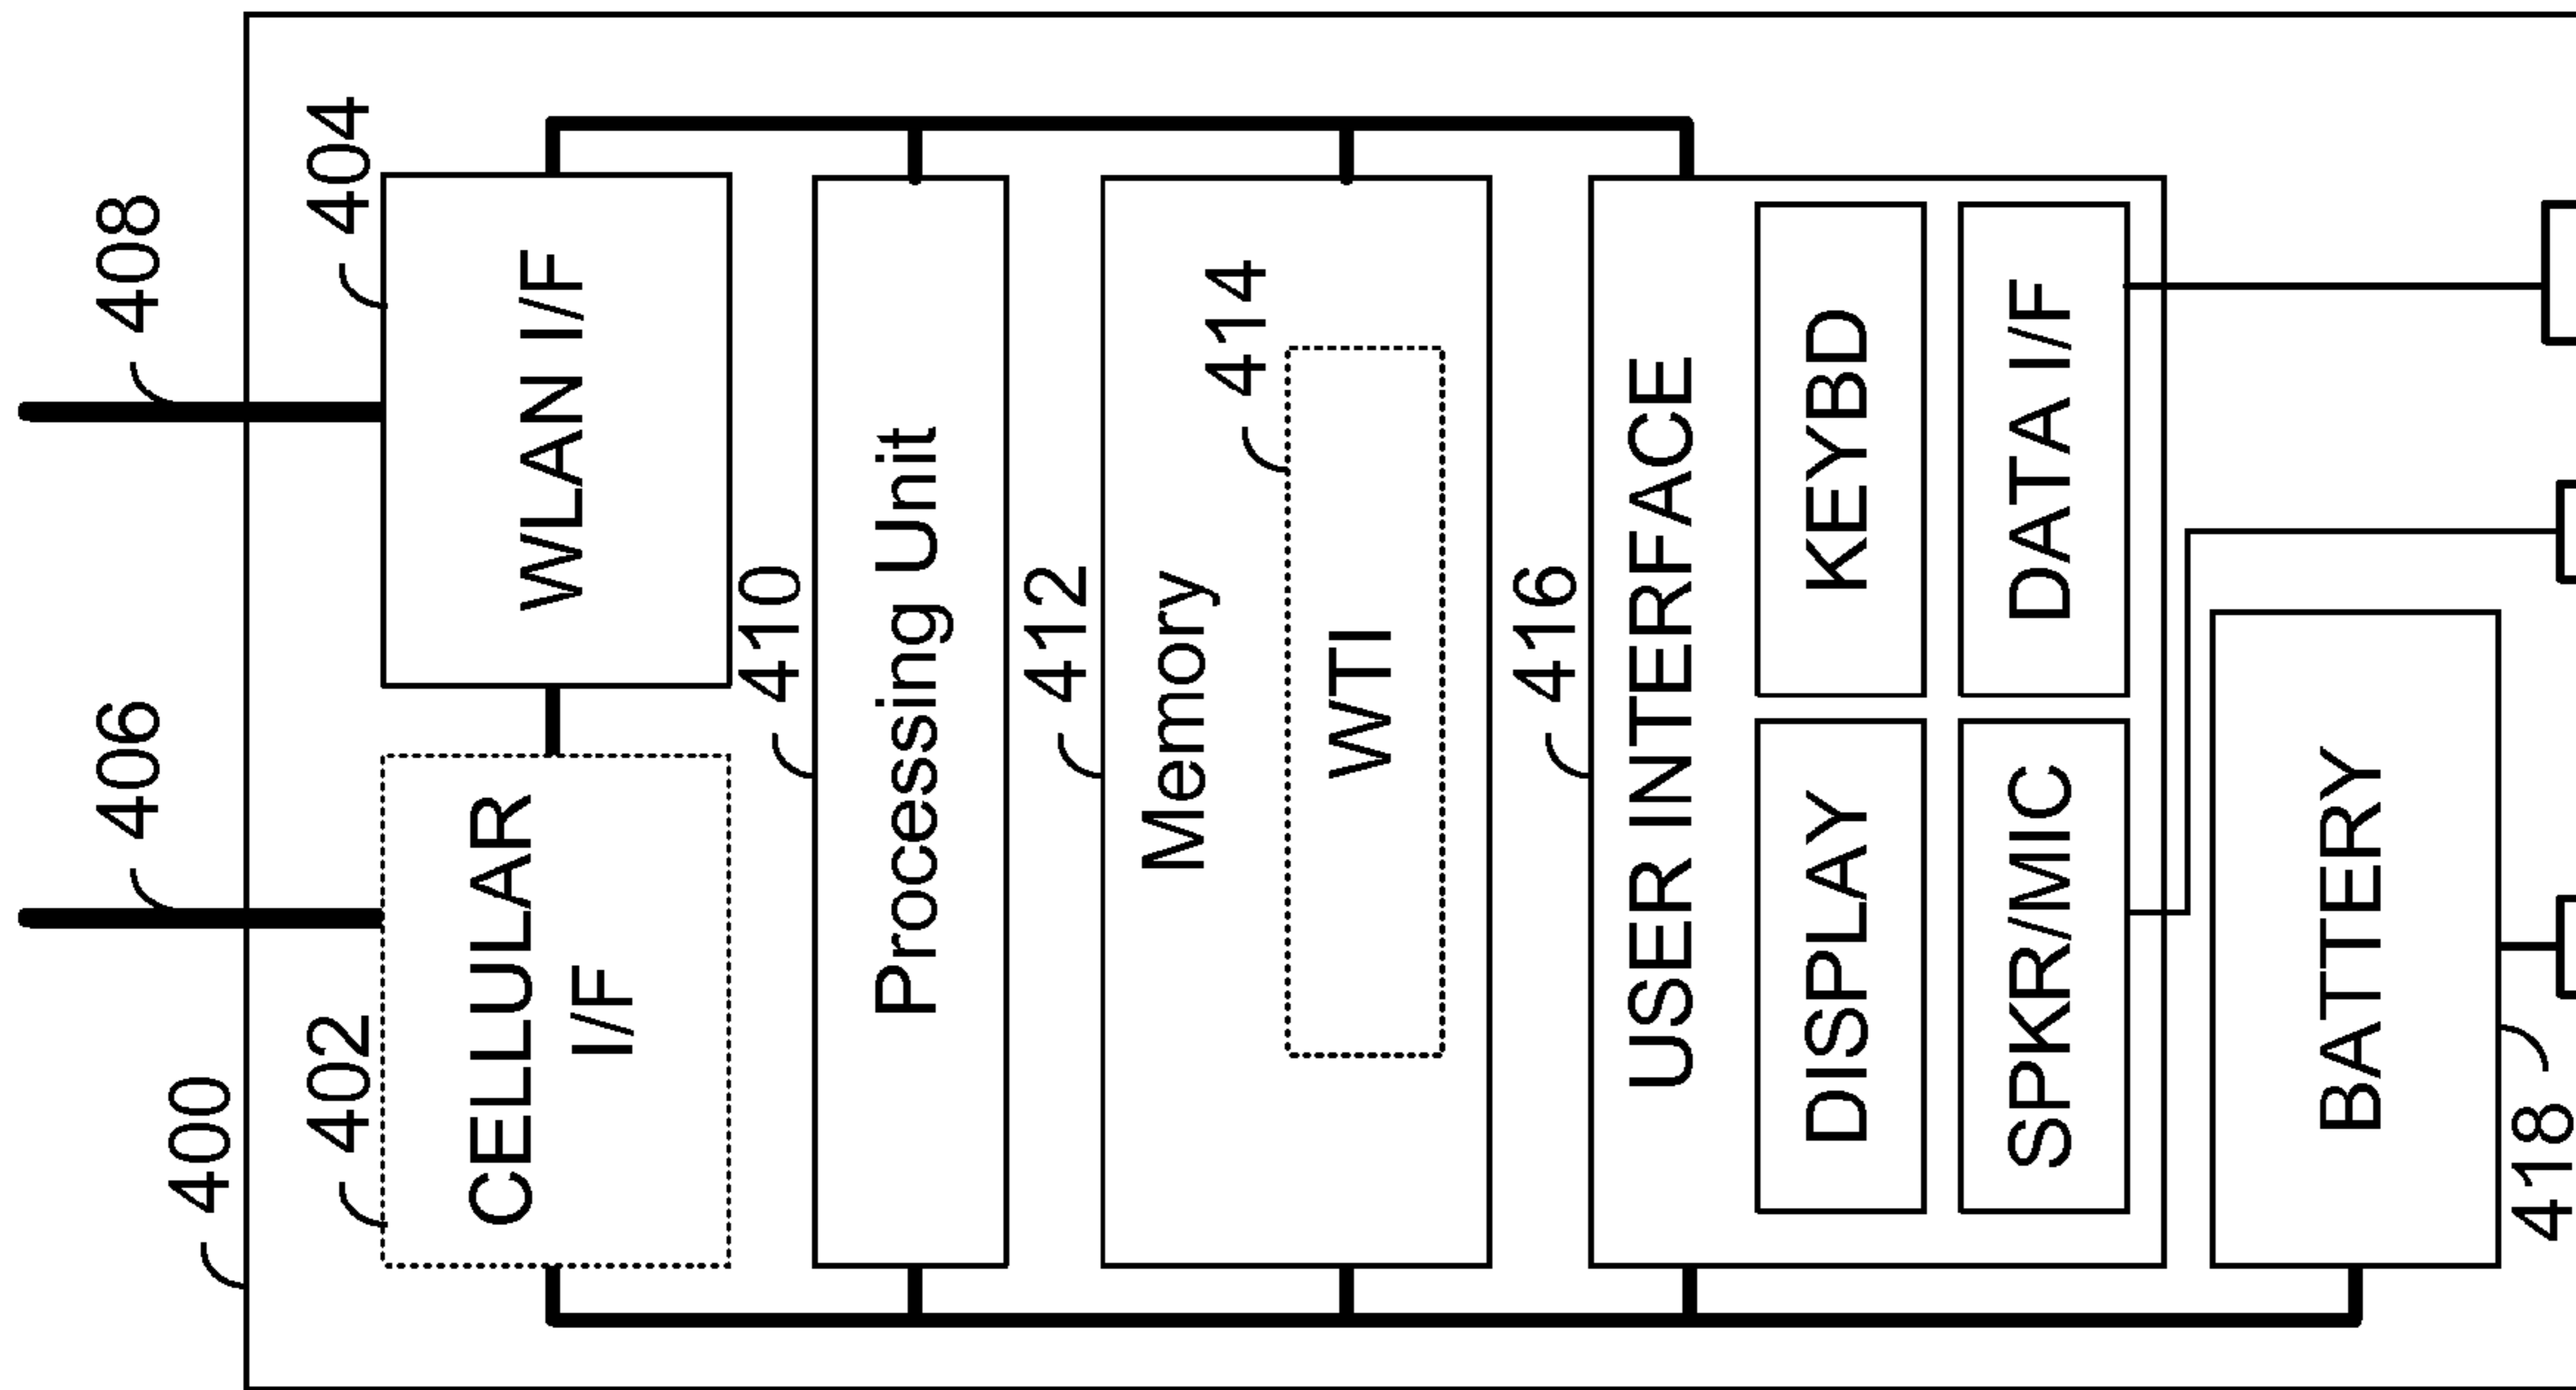 400
406
408
402
404
CELLULAR
I/F
WLAN I/F
410
Processing Unit
412
Memory
414
WTI
416
USER INTERFACE
DISPLAY
KEYBD
SPKR/MIC
DATA I/F
BATTERY
418